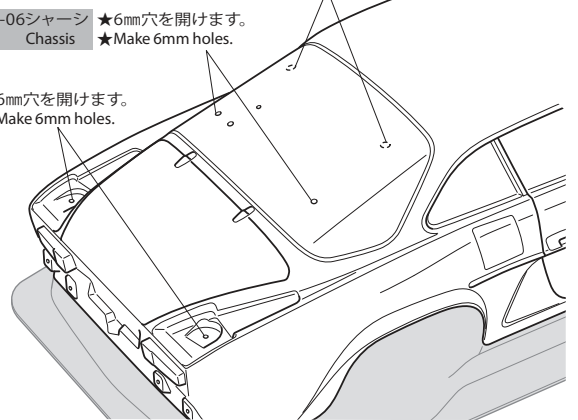 -06シャーシ
Chassis
★6㎜穴を開けます。
★Make 6mm holes.
6㎜穴を開けます。
Make 6mm holes.